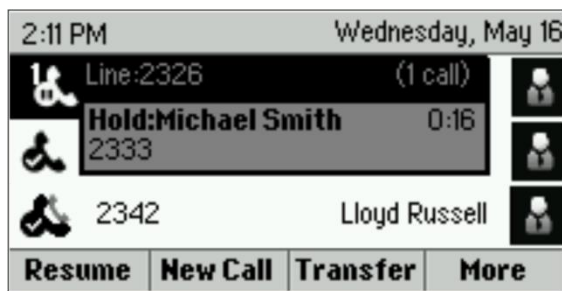 2:11 PM Wednesday, May 16
1 Line:2326 (1 call)
Hold:Michael Smith 0:16
2333
2342 Lloyd Russell
Resume New Call Transfer More